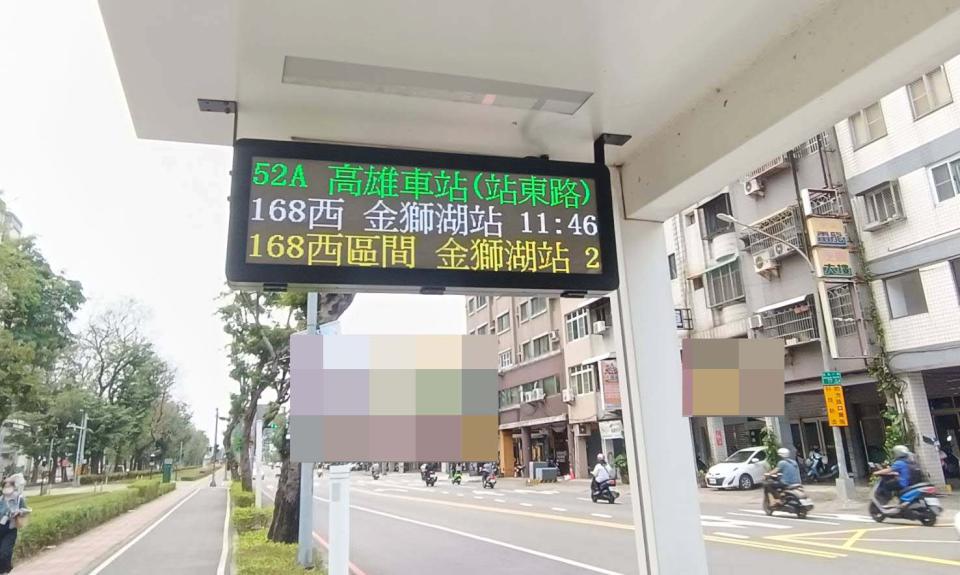 52A 高雄車站(站東路)
168西 金獅湖站 11:46
168西區間 金獅湖站 2